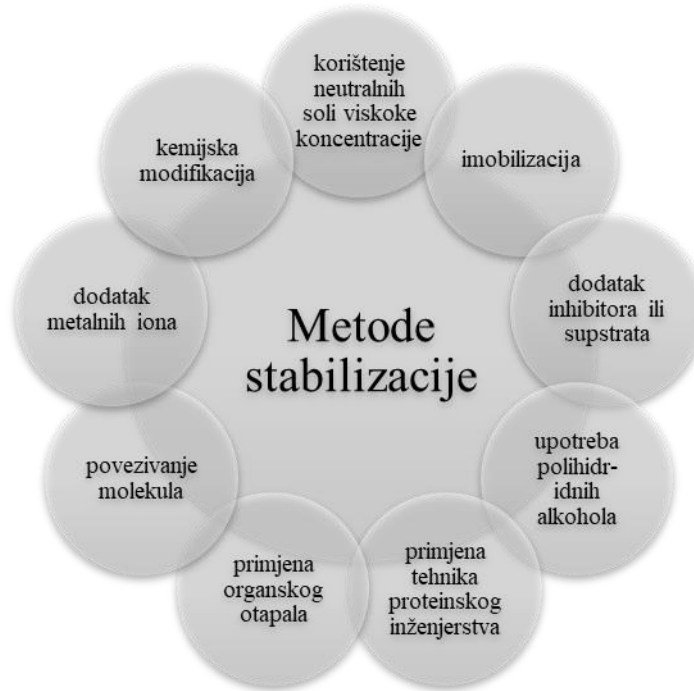 korištenje
neutralnih
soli viskoke
koncentracije
imobilizacija
dodatak
inhibitora ili
supstrata
upotreba
polihidr-
idnih
alkohola
primjena
tehnika
proteinskog
inženjerstva
primjena
organskog
otapala
povezivanje
molekula
dodatak
metalnih iona
kemijska
modifikacija
Metode
stabilizacije